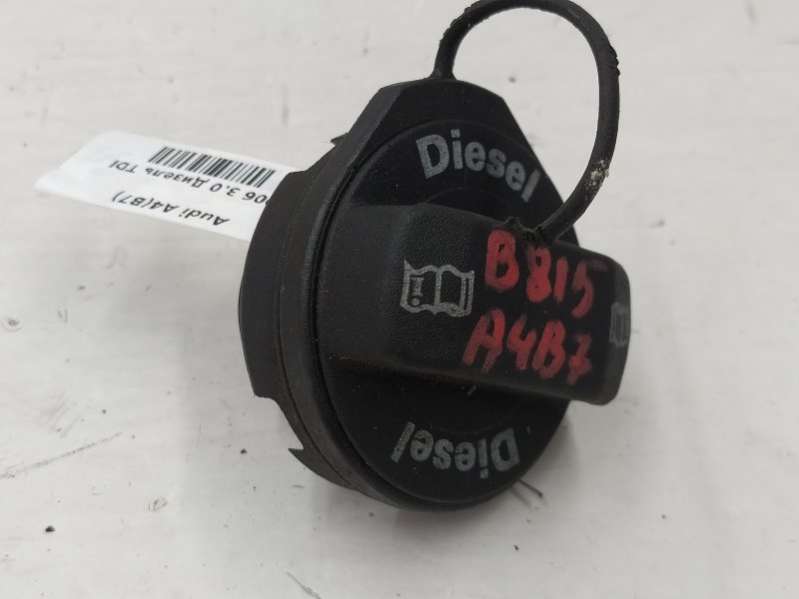 Diesel
B815
A4B7
Diesel
Audi A4(B7)
06 3.0 Дизель TDI